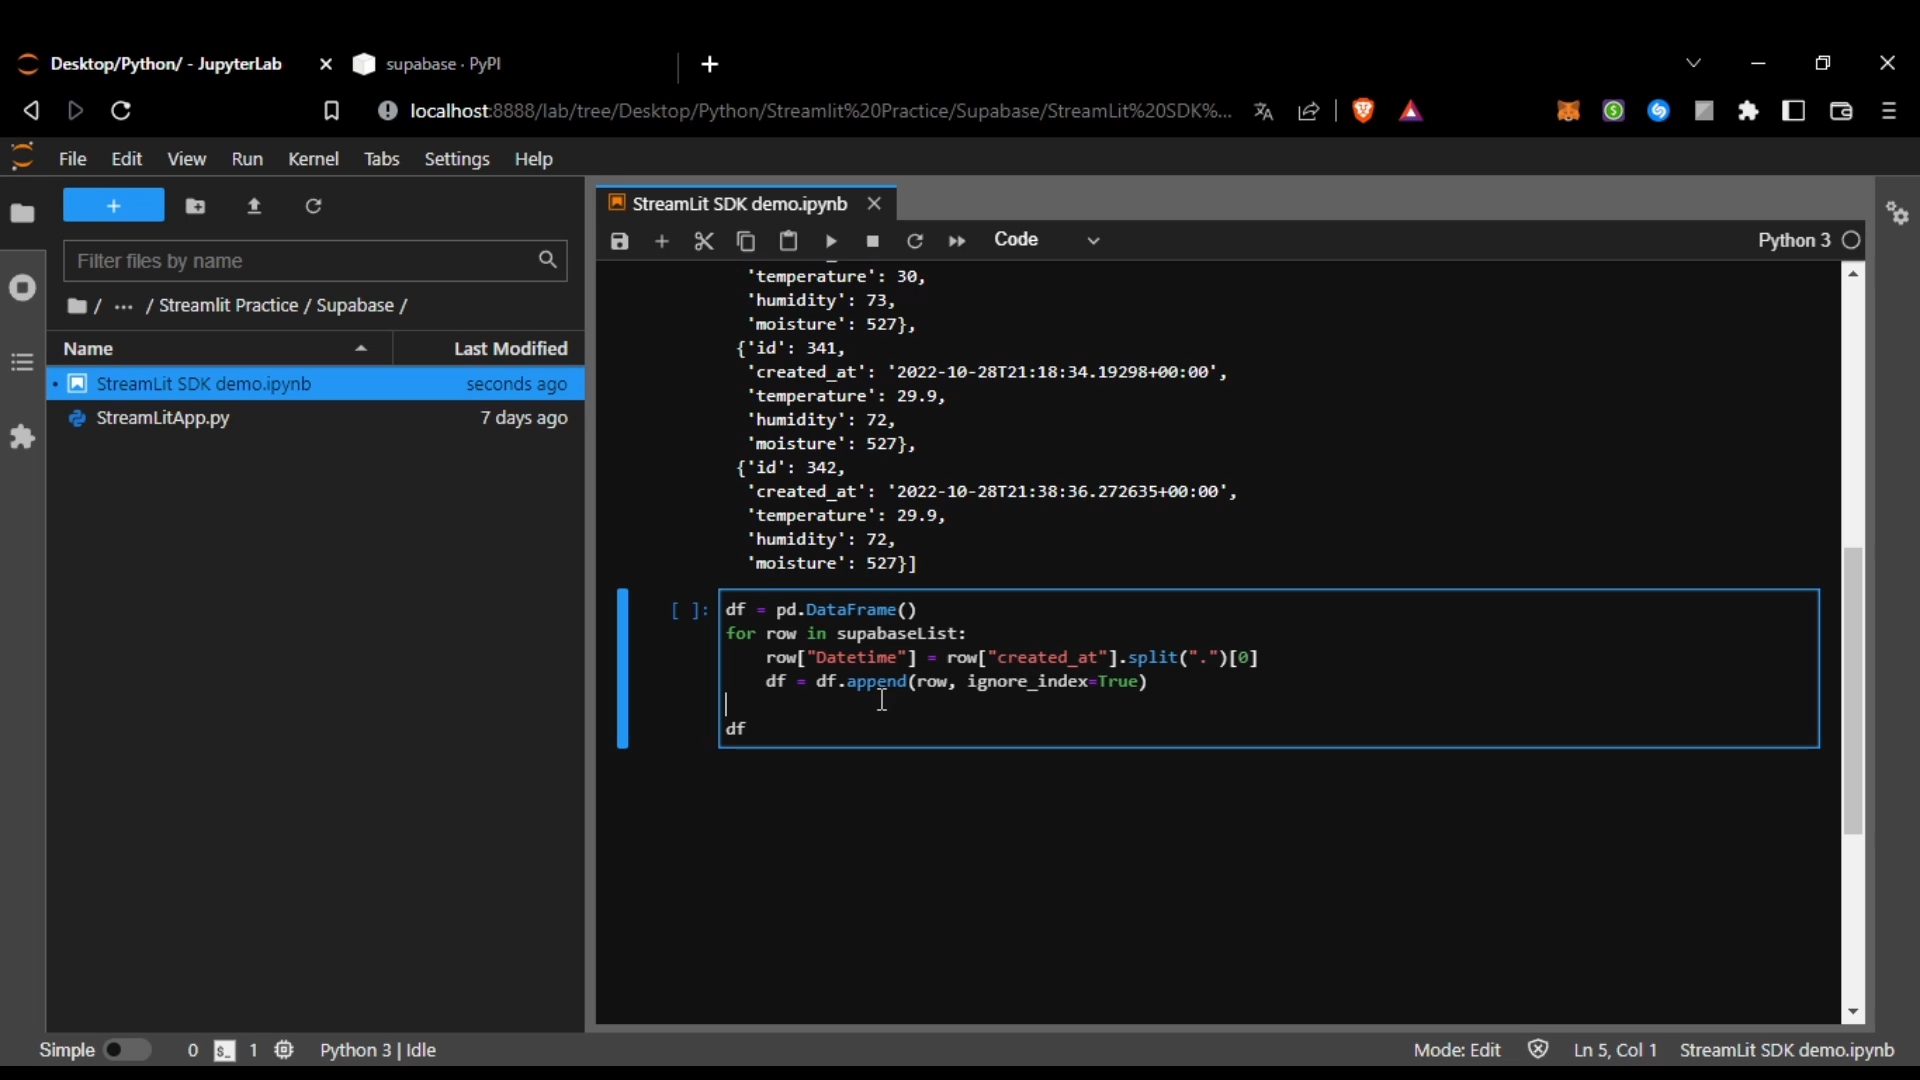 Desktop/Python/ - JupyterLab
supabase · PyPI
localhost:8888/lab/tree/Desktop/Python/Streamlit%20Practice/Supabase/StreamLit%20SDK%...
File Edit View Run Kernel Tabs Settings Help
StreamLit SDK demo.ipynb
Filter files by name
Code
Python 3
/ ··· / Streamlit Practice / Supabase /
Name Last Modified
StreamLit SDK demo.ipynb seconds ago
StreamLitApp.py 7 days ago
'temperature': 30,
'humidity': 73,
'moisture': 527},
{'id': 341,
'created_at': '2022-10-28T21:18:34.19298+00:00',
'temperature': 29.9,
'humidity': 72,
'moisture': 527},
{'id': 342,
'created_at': '2022-10-28T21:38:36.272635+00:00',
'temperature': 29.9,
'humidity': 72,
'moisture': 527}]
[ ]: df = pd.DataFrame()
for row in supabaseList:
row["Datetime"] = row["created_at"].split(".")[0]
df = df.append(row, ignore_index=True)
df
Simple 0 $_ 1 Python 3 | Idle Mode: Edit Ln 5, Col 1 StreamLit SDK demo.ipynb